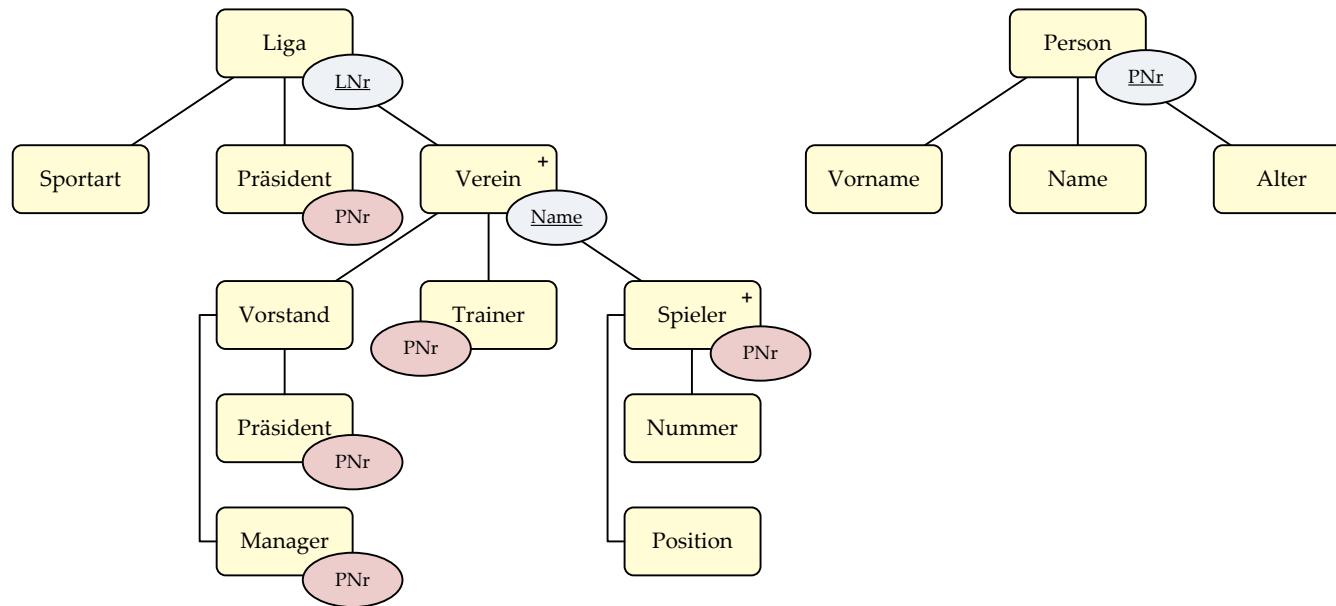 Liga
Person
LNr
PNr
Sportart
Präsident
PNr
Verein
+
Name
Vorname
Name
Alter
Vorstand
Trainer
PNr
Spieler
+
PNr
Präsident
PNr
Nummer
Manager
PNr
Position